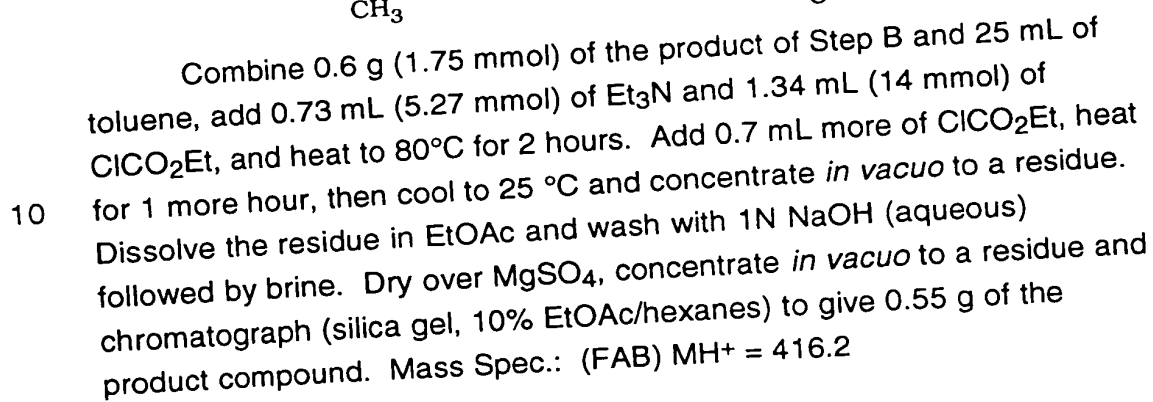 CH3
Combine 0.6 g (1.75 mmol) of the product of Step B and 25 mL of
toluene, add 0.73 mL (5.27 mmol) of Et3N and 1.34 mL (14 mmol) of
ClCO2Et, and heat to 80°C for 2 hours. Add 0.7 mL more of ClCO2Et, heat
10 for 1 more hour, then cool to 25 °C and concentrate in vacuo to a residue.
Dissolve the residue in EtOAc and wash with 1N NaOH (aqueous)
followed by brine. Dry over MgSO4, concentrate in vacuo to a residue and
chromatograph (silica gel, 10% EtOAc/hexanes) to give 0.55 g of the
product compound. Mass Spec.: (FAB) MH+ = 416.2